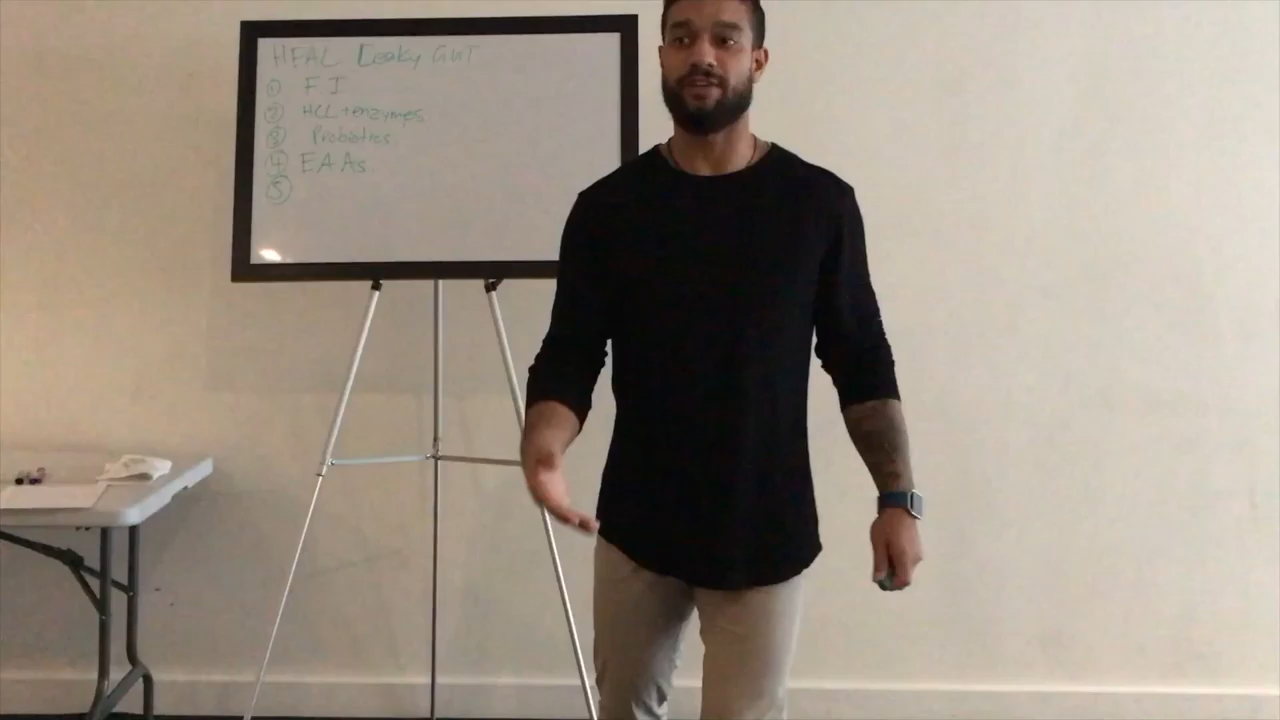 HEAL Leaky GUT
① F I
② HCL + enzymes
③ Probiotics
④ EAAs
⑤